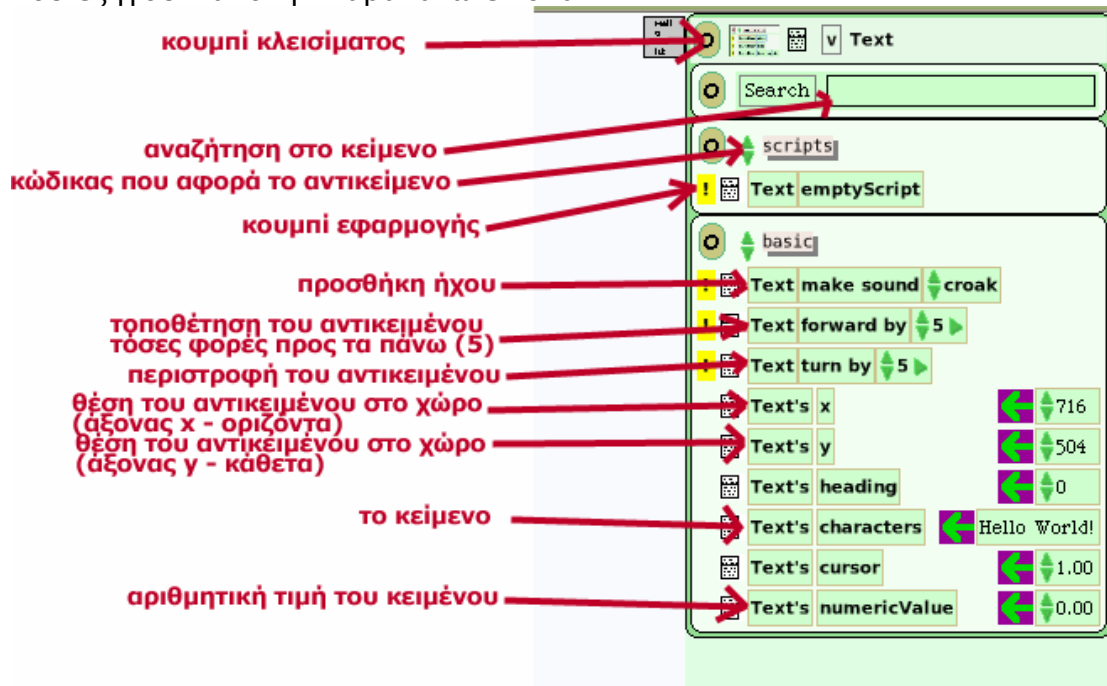 κουμπί κλεισίματος
v Text
Search
αναζήτηση στο κείμενο
scripts
κώδικας που αφορά το αντικείμενο
! Text emptyScript
κουμπί εφαρμογής
basic
προσθήκη ήχου
! Text make sound croak
τοποθέτηση του αντικειμένου
τόσες φορές προς τα πάνω (5)
! Text forward by 5
περιστροφή του αντικειμένου
! Text turn by 5
θέση του αντικειμένου στο χώρο
(άξονας x - οριζόντα)
Text's x 716
θέση του αντικείμένου στο χώρο
(άξονας y - κάθετα)
Text's y 504
Text's heading 0
το κείμενο
Text's characters Hello World!
Text's cursor 1.00
αριθμητική τιμή του κειμένου
Text's numericValue 0.00